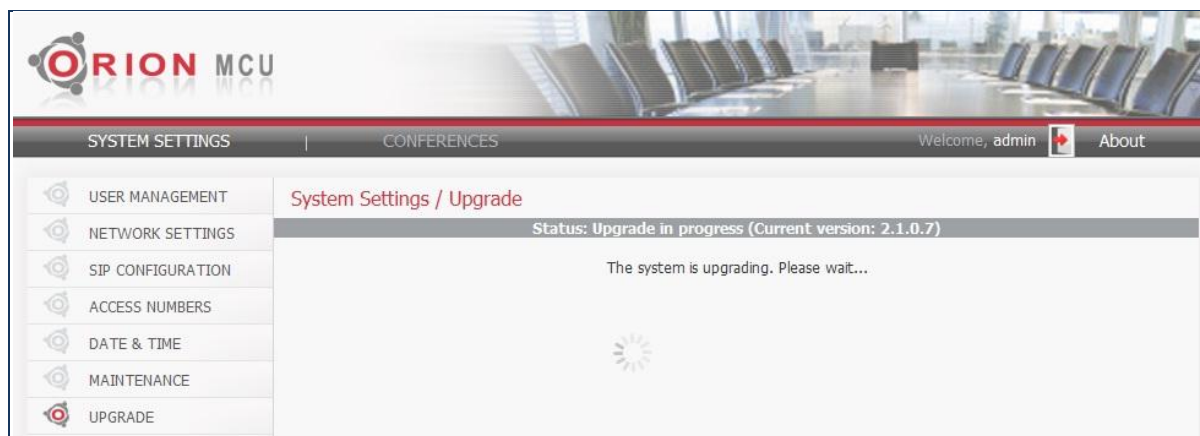 ORION MCU
SYSTEM SETTINGS | CONFERENCES Welcome, admin About
USER MANAGEMENT
NETWORK SETTINGS
SIP CONFIGURATION
ACCESS NUMBERS
DATE & TIME
MAINTENANCE
UPGRADE
System Settings / Upgrade
Status: Upgrade in progress (Current version: 2.1.0.7)
The system is upgrading. Please wait...